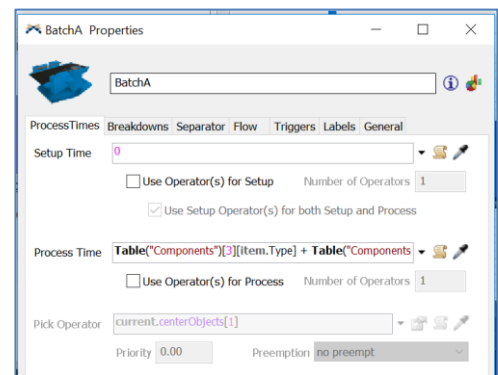 BatchA Properties
BatchA
ProcessTimes Breakdowns Separator Flow Triggers Labels General
Setup Time 0
Use Operator(s) for Setup Number of Operators 1
Use Setup Operator(s) for both Setup and Process
Process Time Table("Components")[3][item.Type] + Table("Components
Use Operator(s) for Process Number of Operators 1
Pick Operator current.centerObjects[1]
Priority 0.00 Preemption no preempt